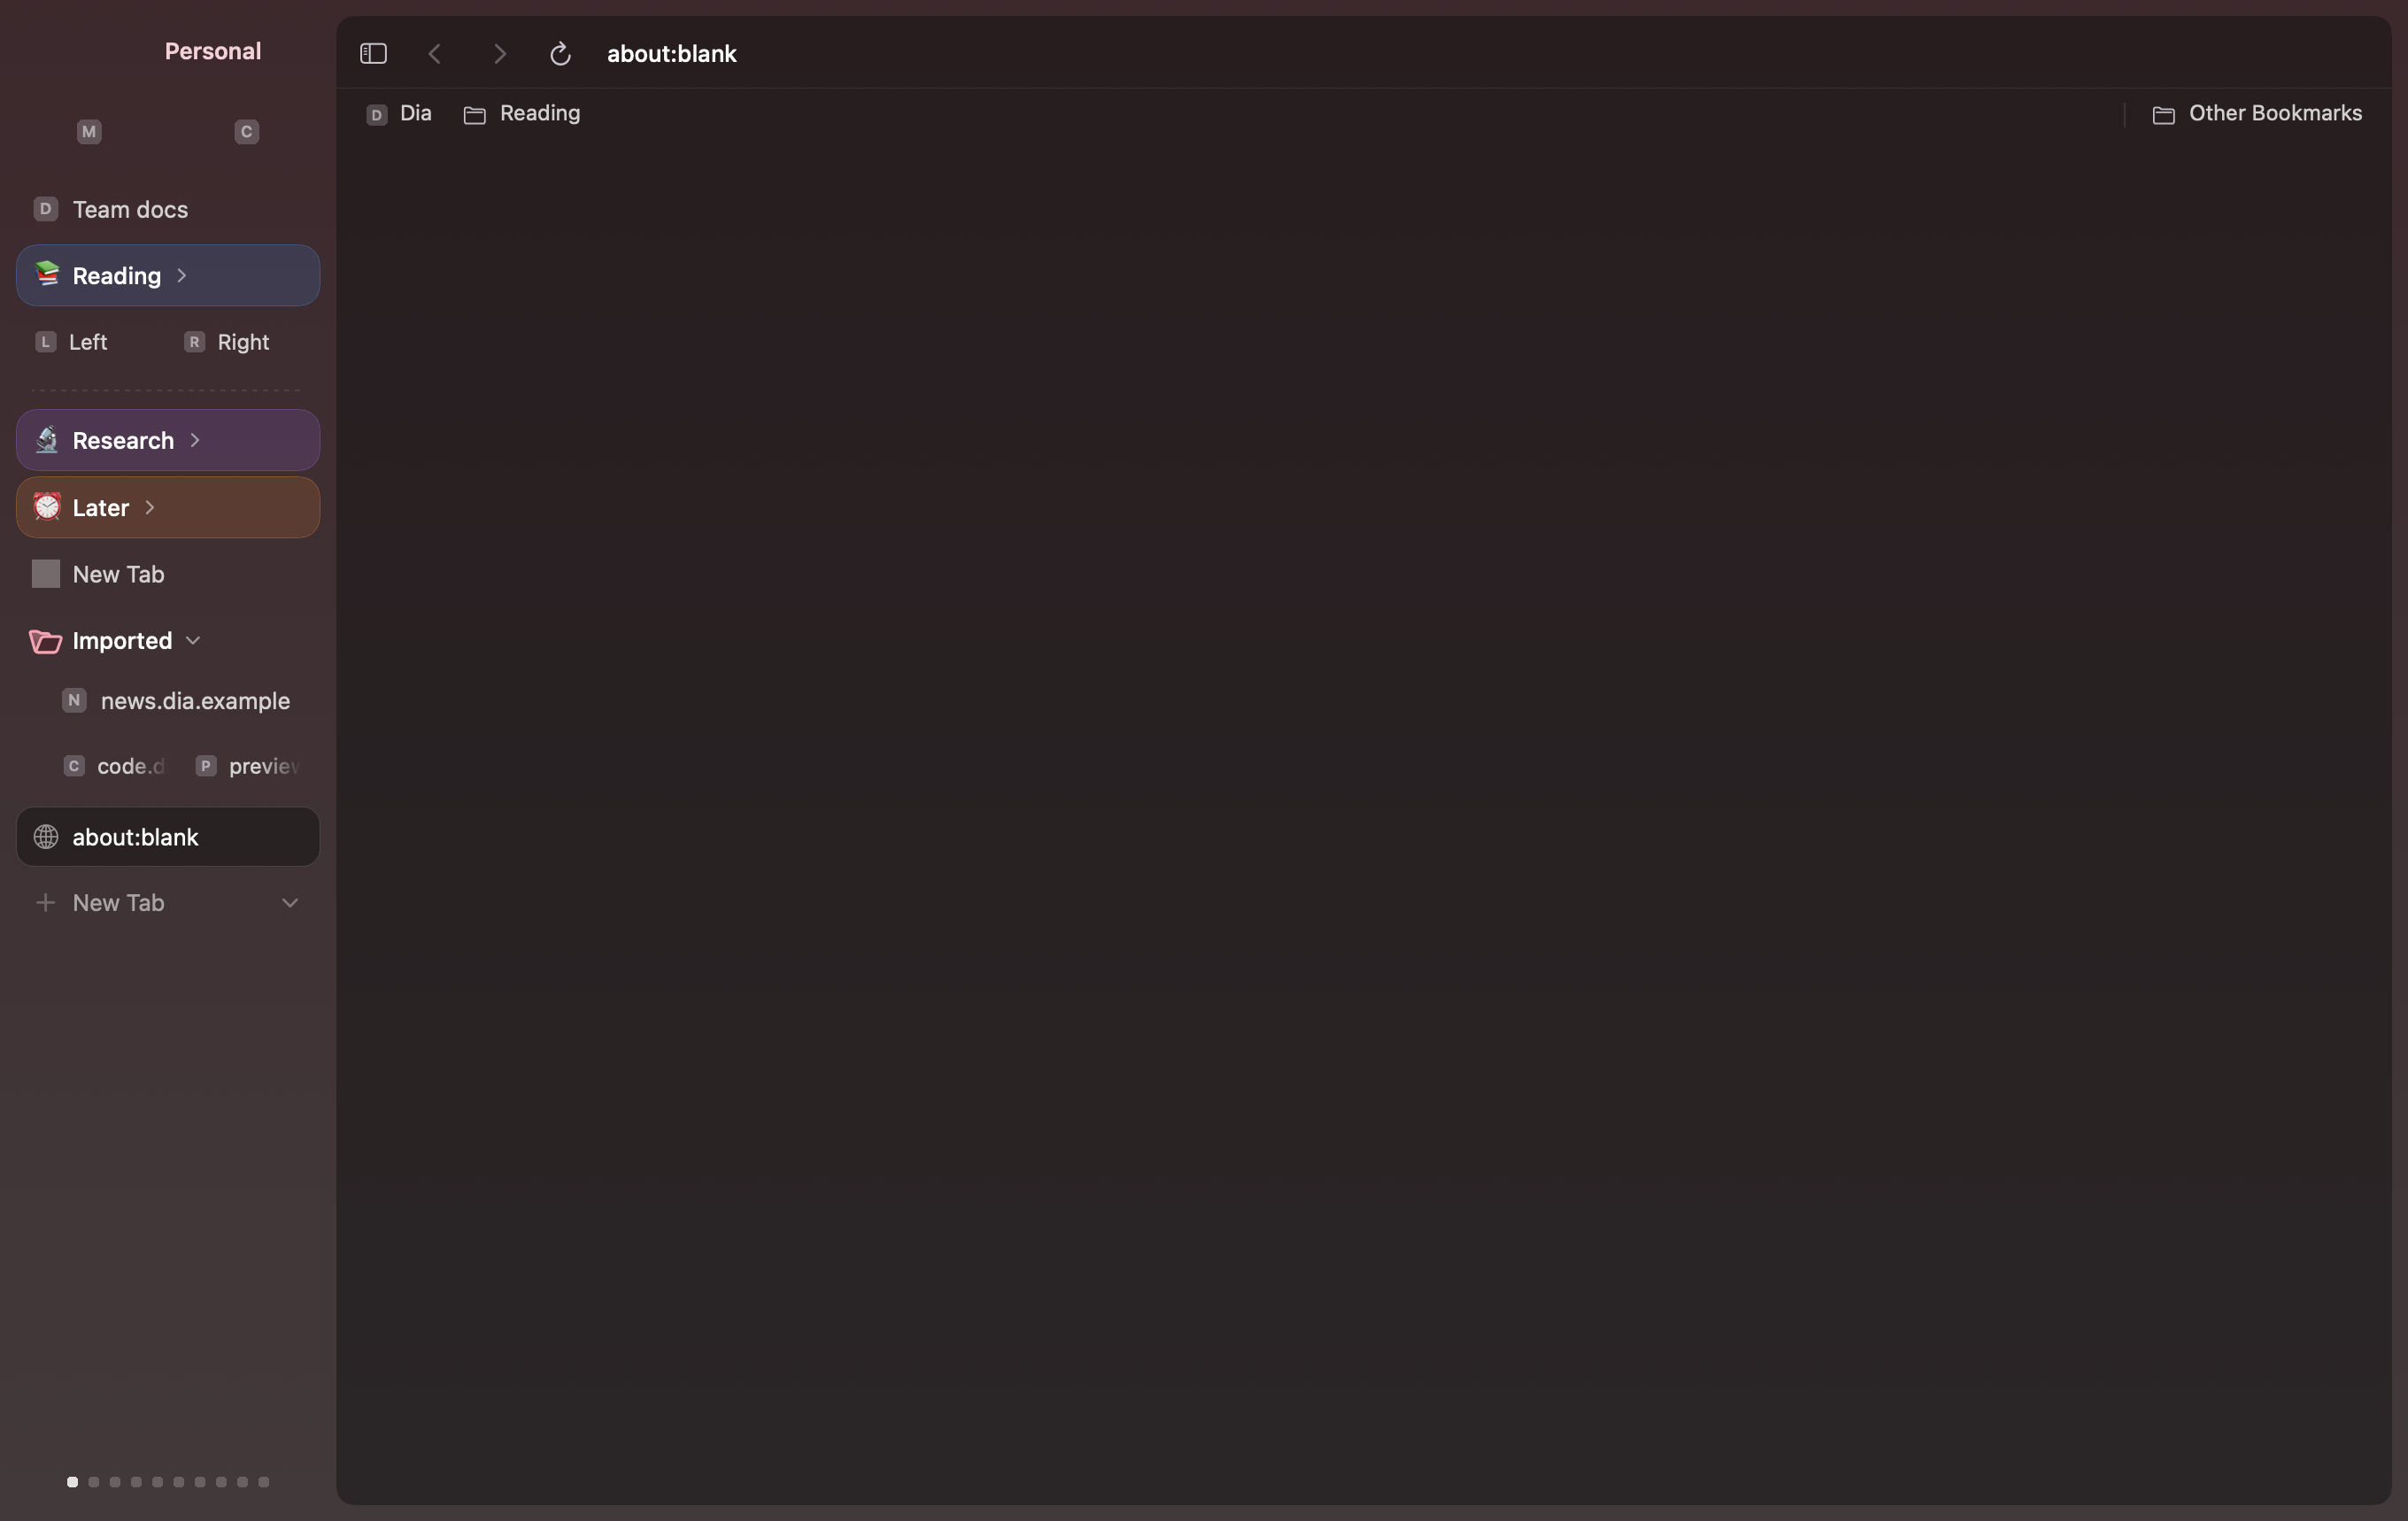 Personal
about:blank
D Dia
Reading
Other Bookmarks
M
C
D Team docs
Reading
L Left
R Right
Research
Later
New Tab
Imported
N news.dia.example
C code.d
P preview
about:blank
New Tab